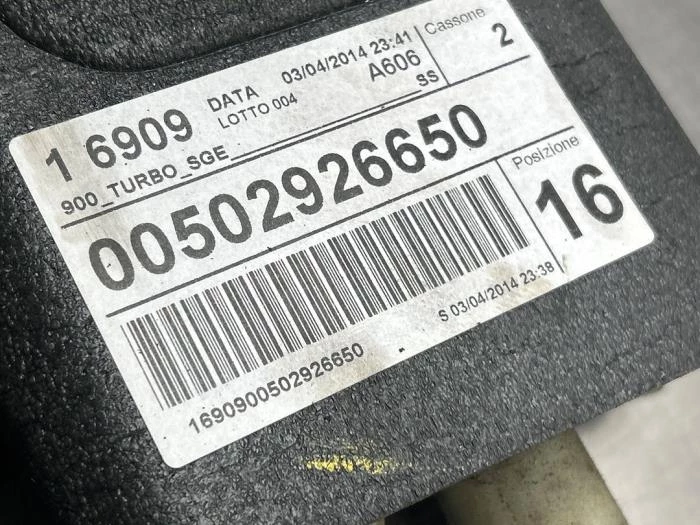 1 6909 DATA 03/04/2014 23:41 Cassone
LOTTO 004 A606 2
900_TURBO_SGE SS
00502926650 Posizione
16
S 03/04/2014 23:38
1690900502926650